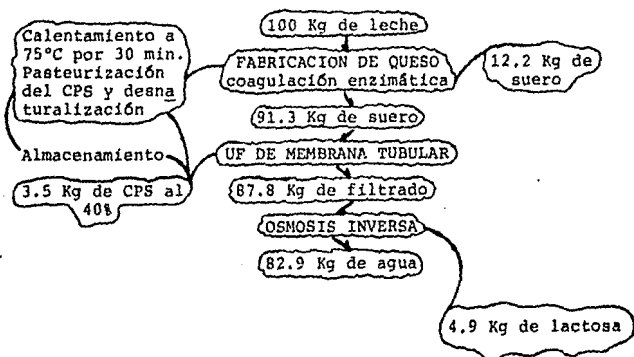 100 Kg de leche
Calentamiento a
75°C por 30 min.
Pasteurización
del CPS y desna
turalización
FABRICACION DE QUESO
coagulación enzimática
12.2 Kg de
suero
91.3 Kg de suero
Almacenamiento
UF DE MEMBRANA TUBULAR
3.5 Kg de CPS al
40%
87.8 Kg de filtrado
OSMOSIS INVERSA
82.9 Kg de agua
4.9 Kg de lactosa